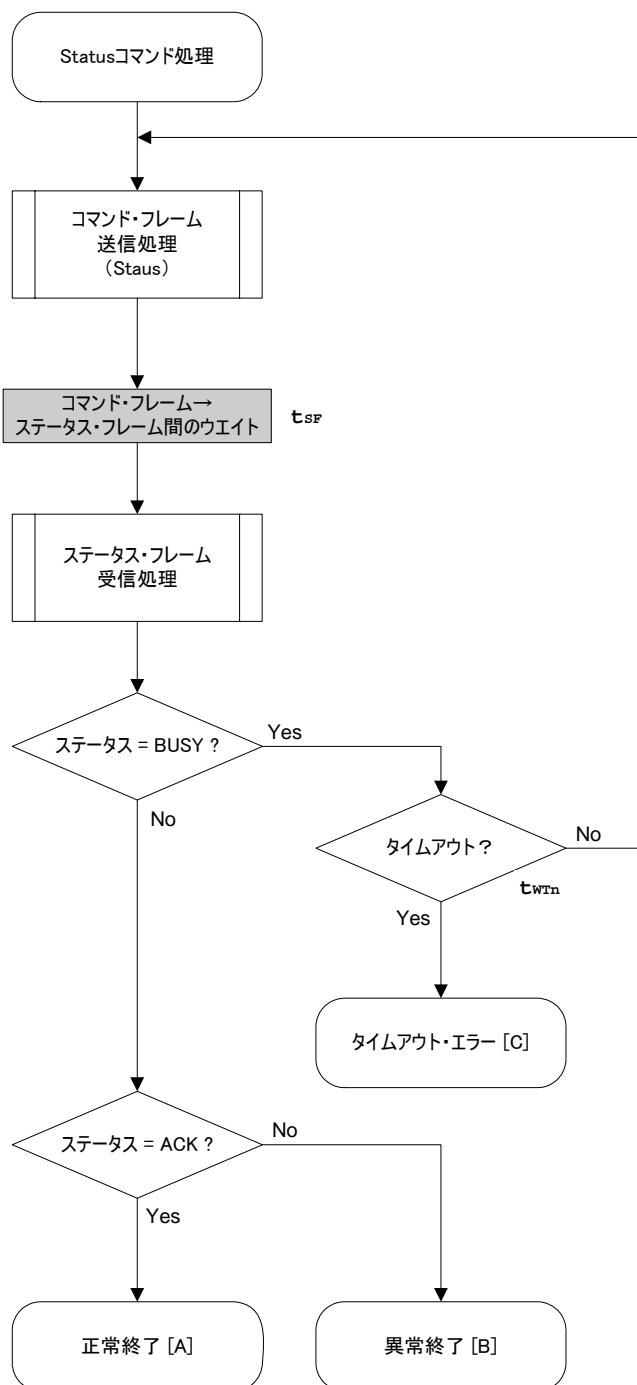 Statusコマンド処理
コマンド・フレーム
送信処理
（Staus）
コマンド・フレーム→
ステータス・フレーム間のウエイト
tSF
ステータス・フレーム
受信処理
ステータス = BUSY ?
Yes
No
タイムアウト？
No
tWTn
Yes
タイムアウト・エラー [C]
ステータス = ACK ?
No
Yes
正常終了 [A]
異常終了 [B]